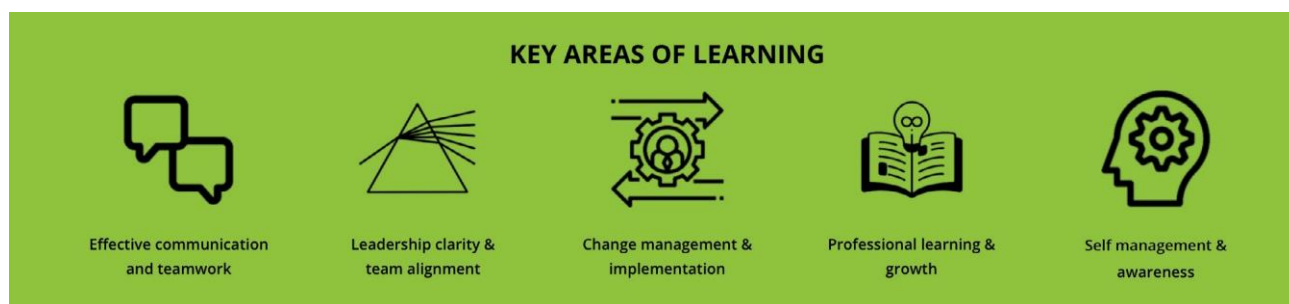 KEY AREAS OF LEARNING
Effective communication
and teamwork
Leadership clarity &
team alignment
Change management &
implementation
Professional learning &
growth
Self management &
awareness